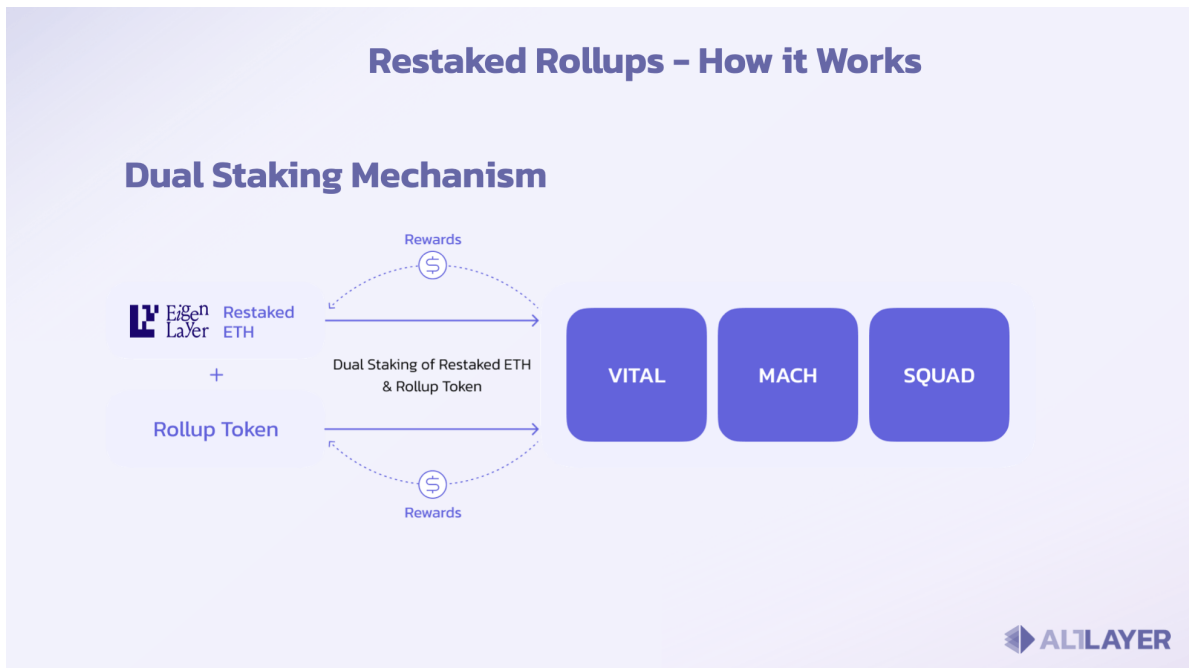 Restaked Rollups - How it Works
Dual Staking Mechanism
Rewards
Eigen
Layer
Restaked
ETH
+
Rollup Token
Dual Staking of Restaked ETH
& Rollup Token
Rewards
VITAL
MACH
SQUAD
ALTLAYER